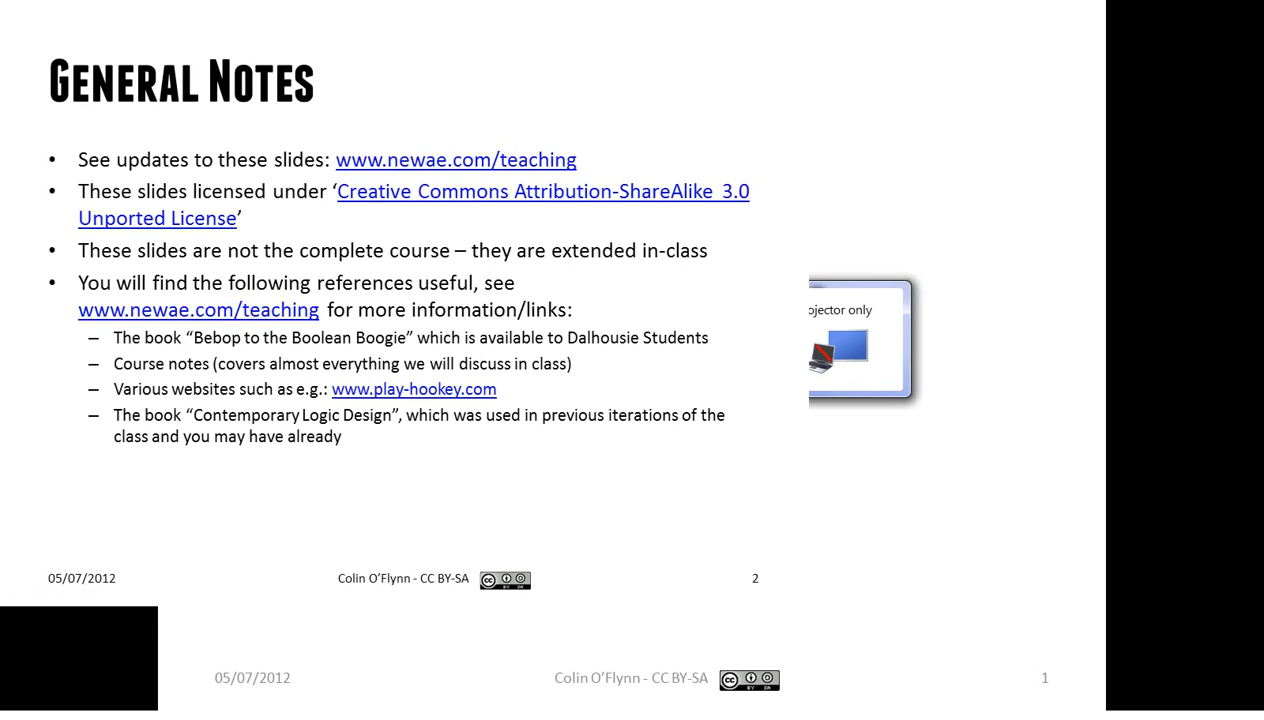 GENERAL NOTES
• See updates to these slides: www.newae.com/teaching
• These slides licensed under ‘Creative Commons Attribution-ShareAlike 3.0
Unported License’
• These slides are not the complete course – they are extended in-class
• You will find the following references useful, see
www.newae.com/teaching for more information/links:
– The book “Bebop to the Boolean Boogie” which is available to Dalhousie Students
– Course notes (covers almost everything we will discuss in class)
– Various websites such as e.g.: www.play-hookey.com
– The book “Contemporary Logic Design”, which was used in previous iterations of the
class and you may have already
ojector only
05/07/2012 Colin O’Flynn - CC BY-SA cc BY SA 2
05/07/2012 Colin O’Flynn - CC BY-SA cc BY SA 1